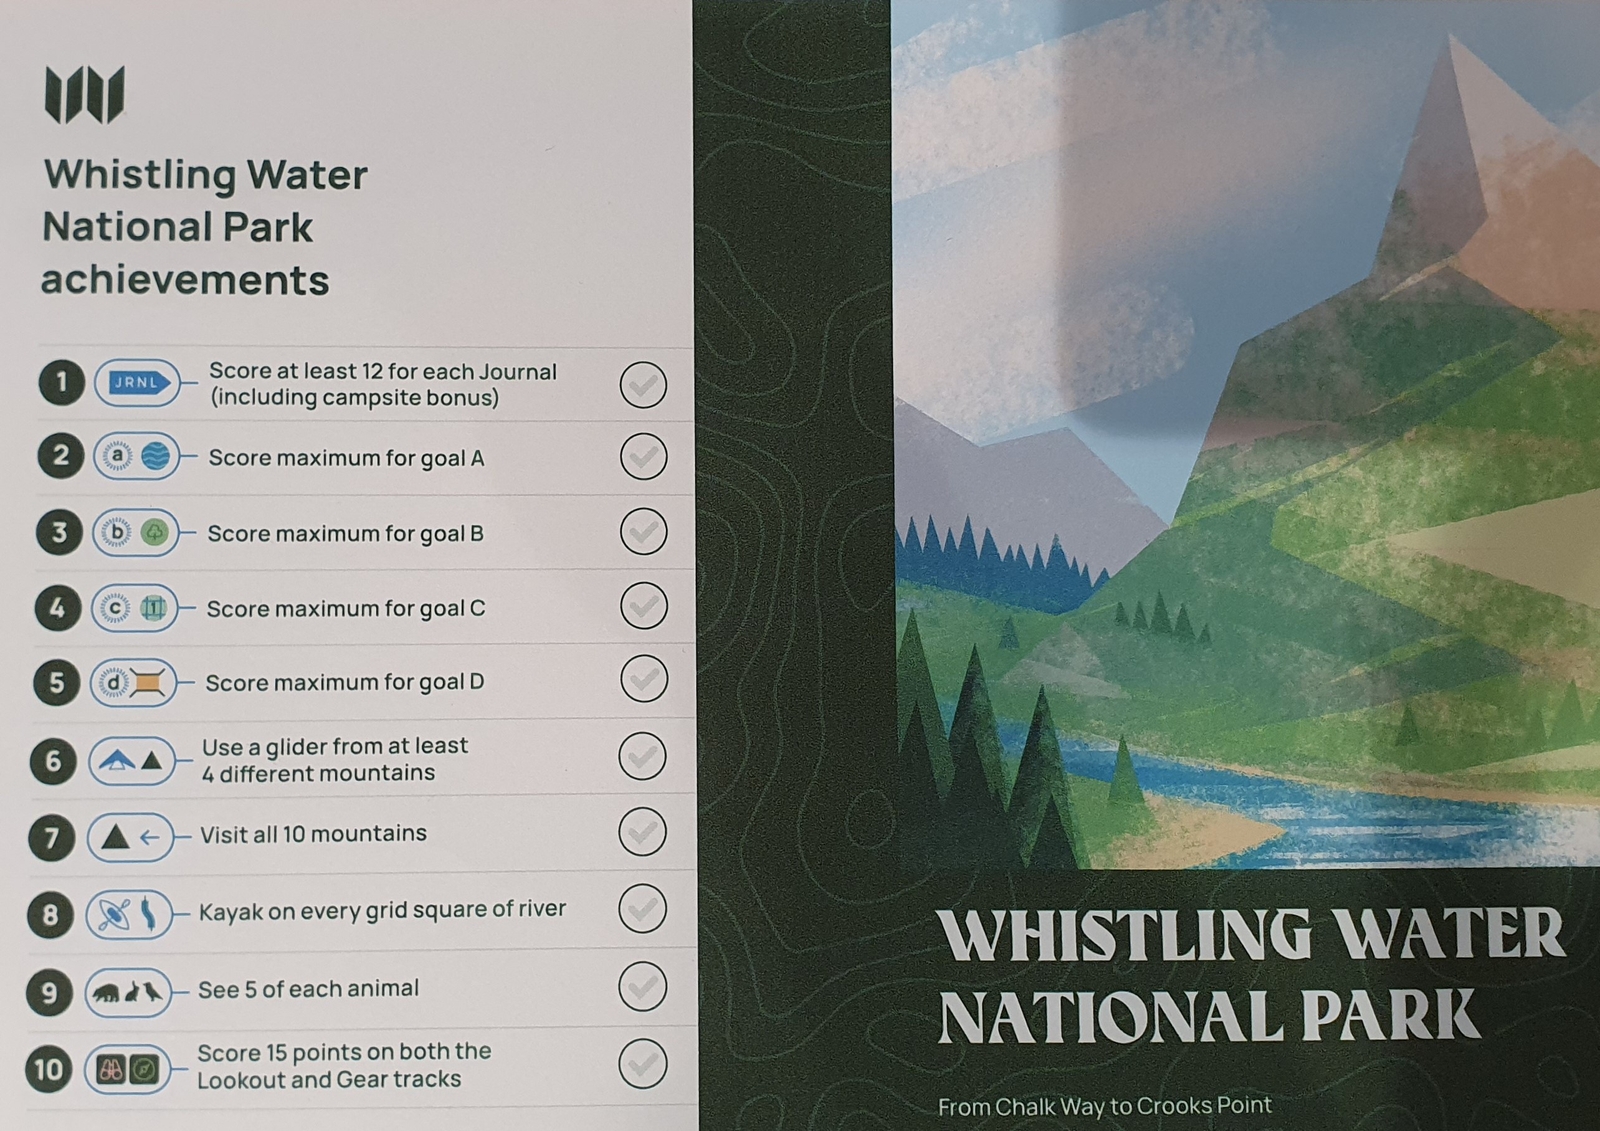 Whistling Water
National Park
achievements
1 JRNL Score at least 12 for each Journal
(including campsite bonus)
2 a Score maximum for goal A
3 b Score maximum for goal B
4 c 1 Score maximum for goal C
5 d Score maximum for goal D
6 Use a glider from at least
4 different mountains
7 Visit all 10 mountains
8 Kayak on every grid square of river
9 See 5 of each animal
10 Score 15 points on both the
Lookout and Gear tracks
WHISTLING WATER
NATIONAL PARK
From Chalk Way to Crooks Point